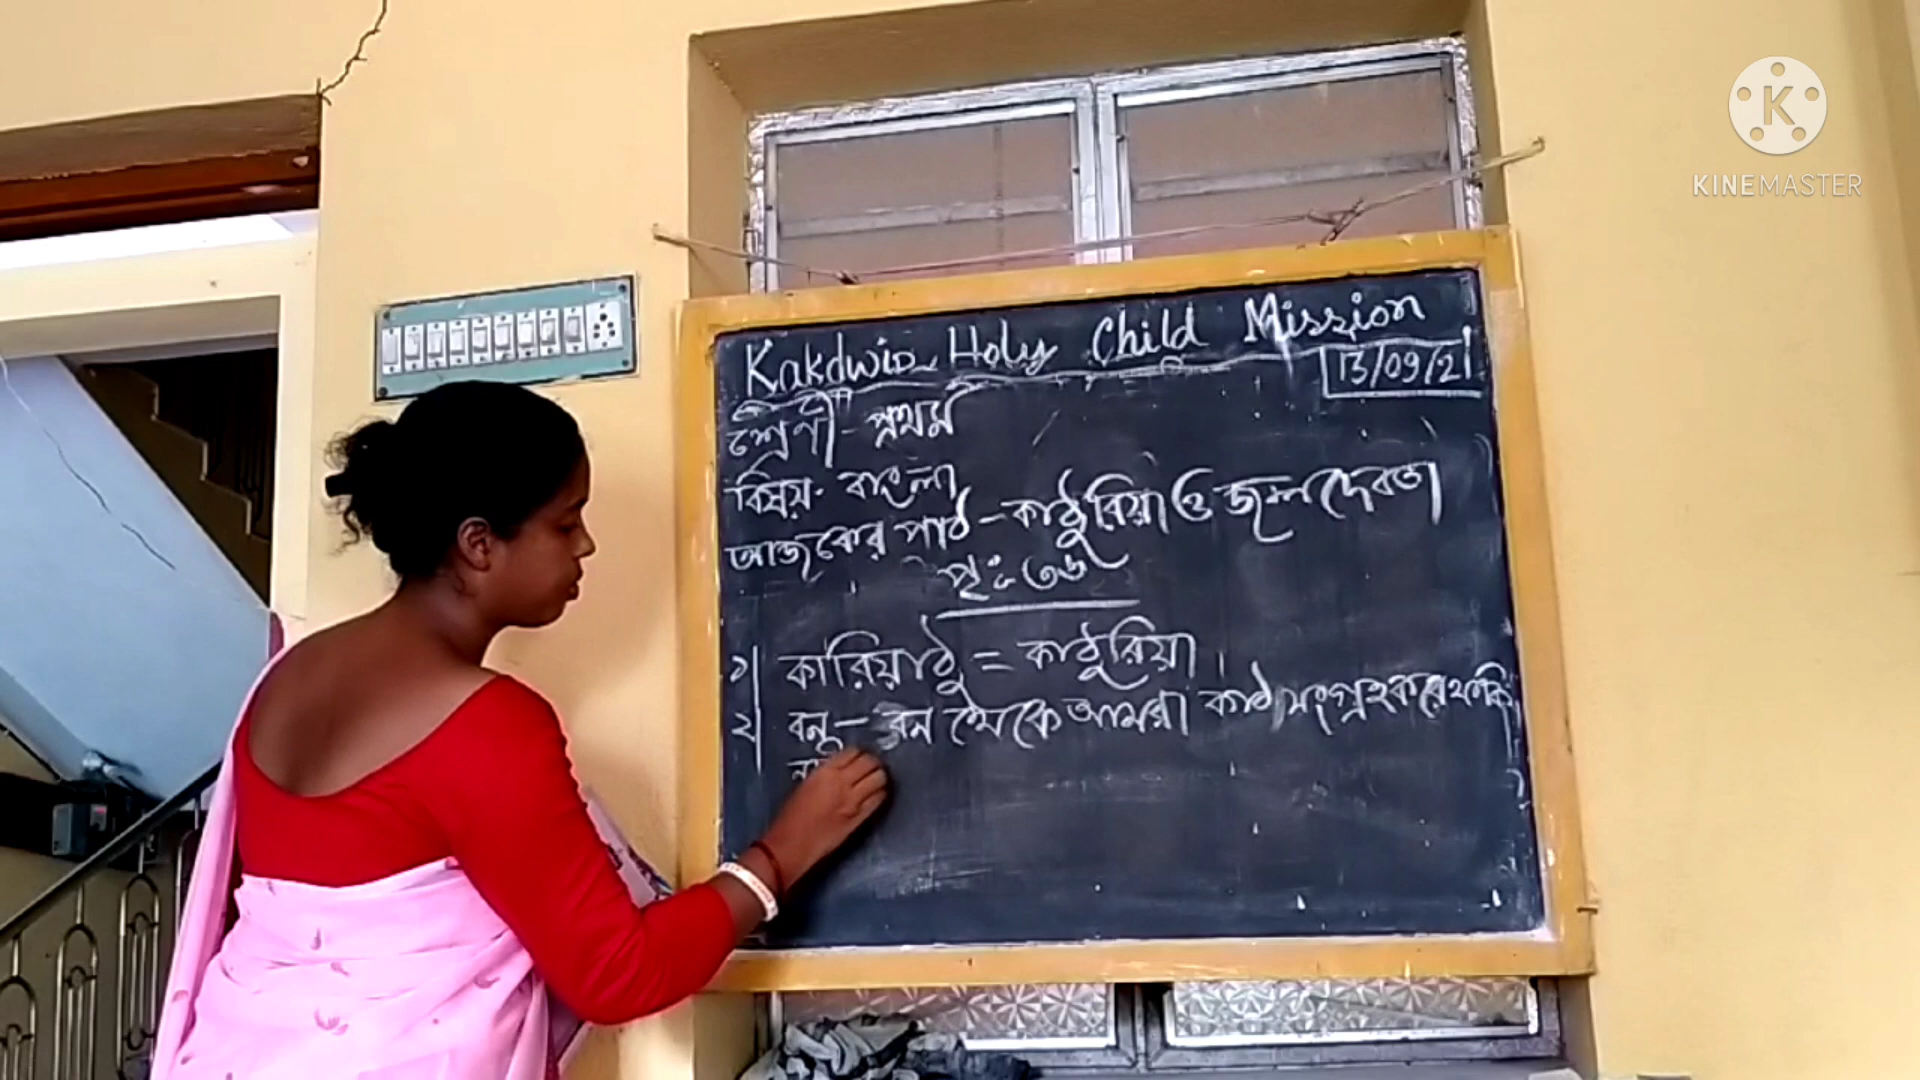 Kakdwip Holy Child Mission
13/09/21
শ্রেণী - প্রথম
বিষয়- বাংলা
আজকের পাঠ - কাঠুরিয়া ও জলদেবতা
পৃঃ ৩৬
১| কারিয়াঠু = কাঠুরিয়া।
২| বন - বন থেকে আমরা কাঠ সংগ্রহ করে থাকি।
KINEMASTER